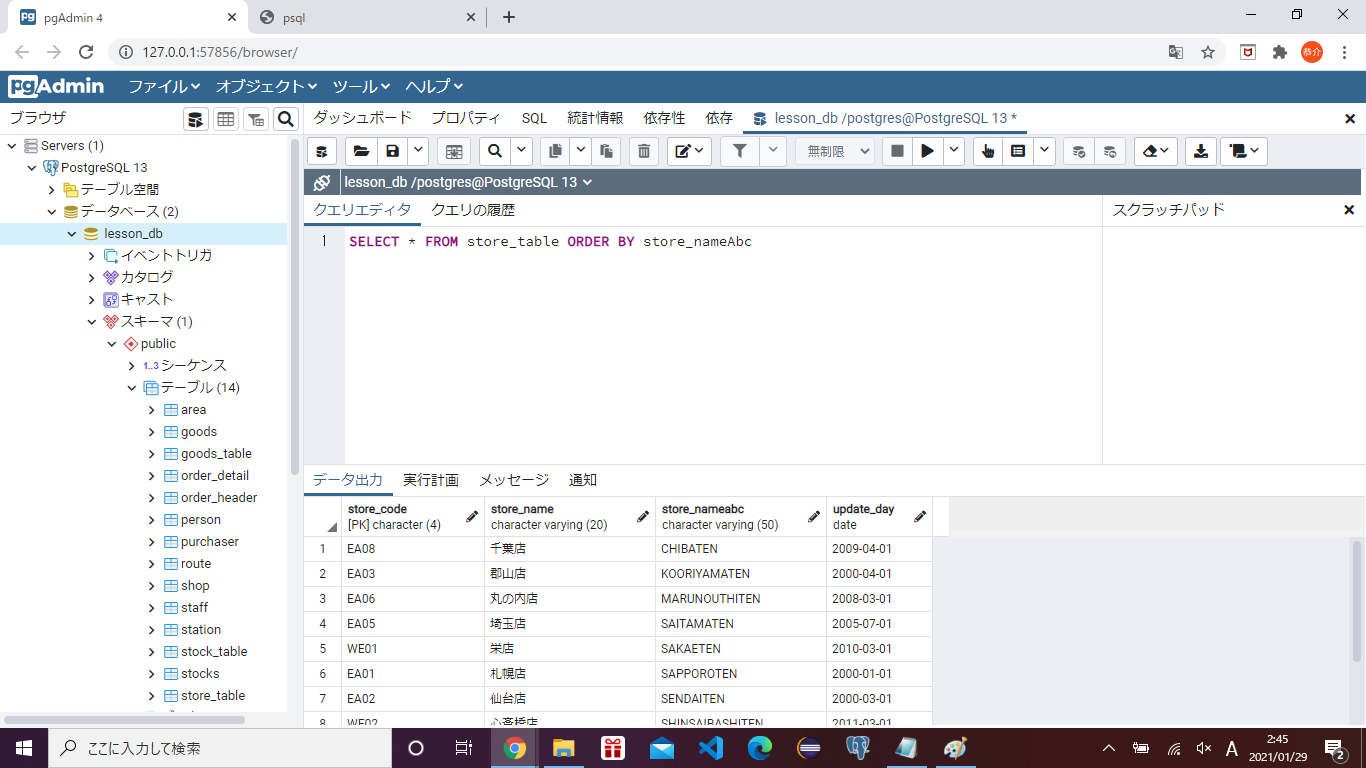 pgAdmin 4
psql
127.0.0.1:57856/browser/
恭介
pgAdmin ファイル オブジェクト ツール ヘルプ
ブラウザ
ダッシュボード プロパティ SQL 統計情報 依存性 依存 lesson_db /postgres@PostgreSQL 13 *
Servers (1)
PostgreSQL 13
テーブル空間
データベース (2)
lesson_db
イベントトリガ
カタログ
キャスト
スキーマ (1)
public
1..3 シーケンス
テーブル (14)
area
goods
goods_table
order_detail
order_header
person
purchaser
route
shop
staff
station
stock_table
stocks
store_table
無制限
lesson_db /postgres@PostgreSQL 13
クエリエディタ クエリの履歴
スクラッチパッド
1 SELECT * FROM store_table ORDER BY store_nameAbc
データ出力 実行計画 メッセージ 通知
store_code store_name store_nameabc update_day
[PK] character (4) character varying (20) character varying (50) date
1 EA08 千葉店 CHIBATEN 2009-04-01
2 EA03 郡山店 KOORIYAMATEN 2000-04-01
3 EA06 丸の内店 MARUNOUTHITEN 2008-03-01
4 EA05 埼玉店 SAITAMATEN 2005-07-01
5 WE01 栄店 SAKAETEN 2010-03-01
6 EA01 札幌店 SAPPOROTEN 2000-01-01
7 EA02 仙台店 SENDAITEN 2000-03-01
8 WE02 心斎橋店 SHINSAIBASHITEN 2011-03-01
ここに入力して検索
A
2:45
2021/01/29
2